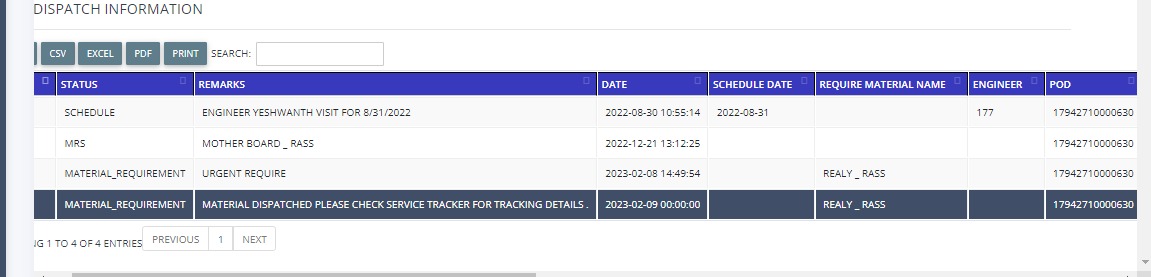 DISPATCH INFORMATION
CSV EXCEL PDF PRINT SEARCH:
STATUS REMARKS DATE SCHEDULE DATE REQUIRE MATERIAL NAME ENGINEER POD
SCHEDULE ENGINEER YESHWANTH VISIT FOR 8/31/2022 2022-08-30 10:55:14 2022-08-31 177 17942710000630
MRS MOTHER BOARD _ RASS 2022-12-21 13:12:25 17942710000630
MATERIAL_REQUIREMENT URGENT REQUIRE 2023-02-08 14:49:54 REALY _ RASS 17942710000630
MATERIAL_REQUIREMENT MATERIAL DISPATCHED PLEASE CHECK SERVICE TRACKER FOR TRACKING DETAILS . 2023-02-09 00:00:00 REALY _ RASS 17942710000630
NG 1 TO 4 OF 4 ENTRIES PREVIOUS 1 NEXT